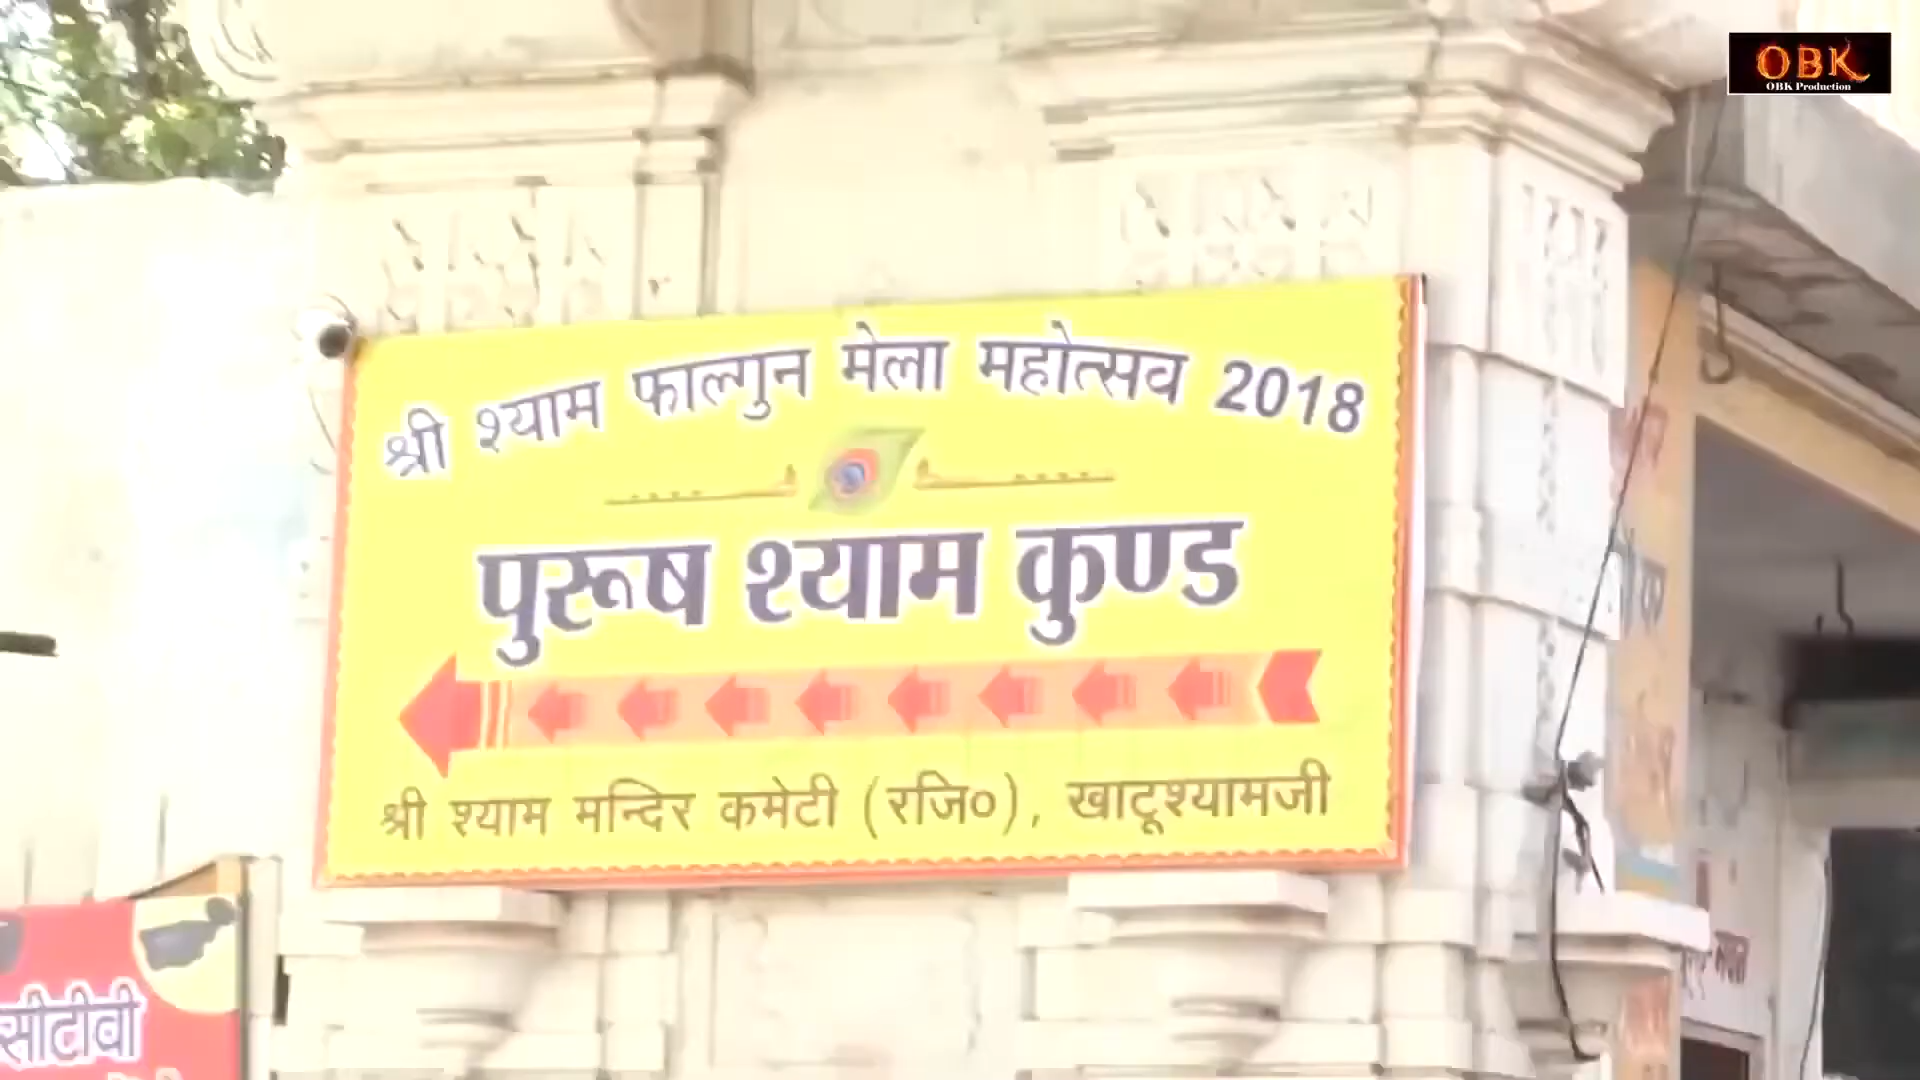 OBK
OBK Production
श्री श्याम फाल्गुन मेला महोत्सव 2018
पुरूष श्याम कुण्ड
श्री श्याम मन्दिर कमेटी (रजि०), खाटूश्यामजी
सीटीवी